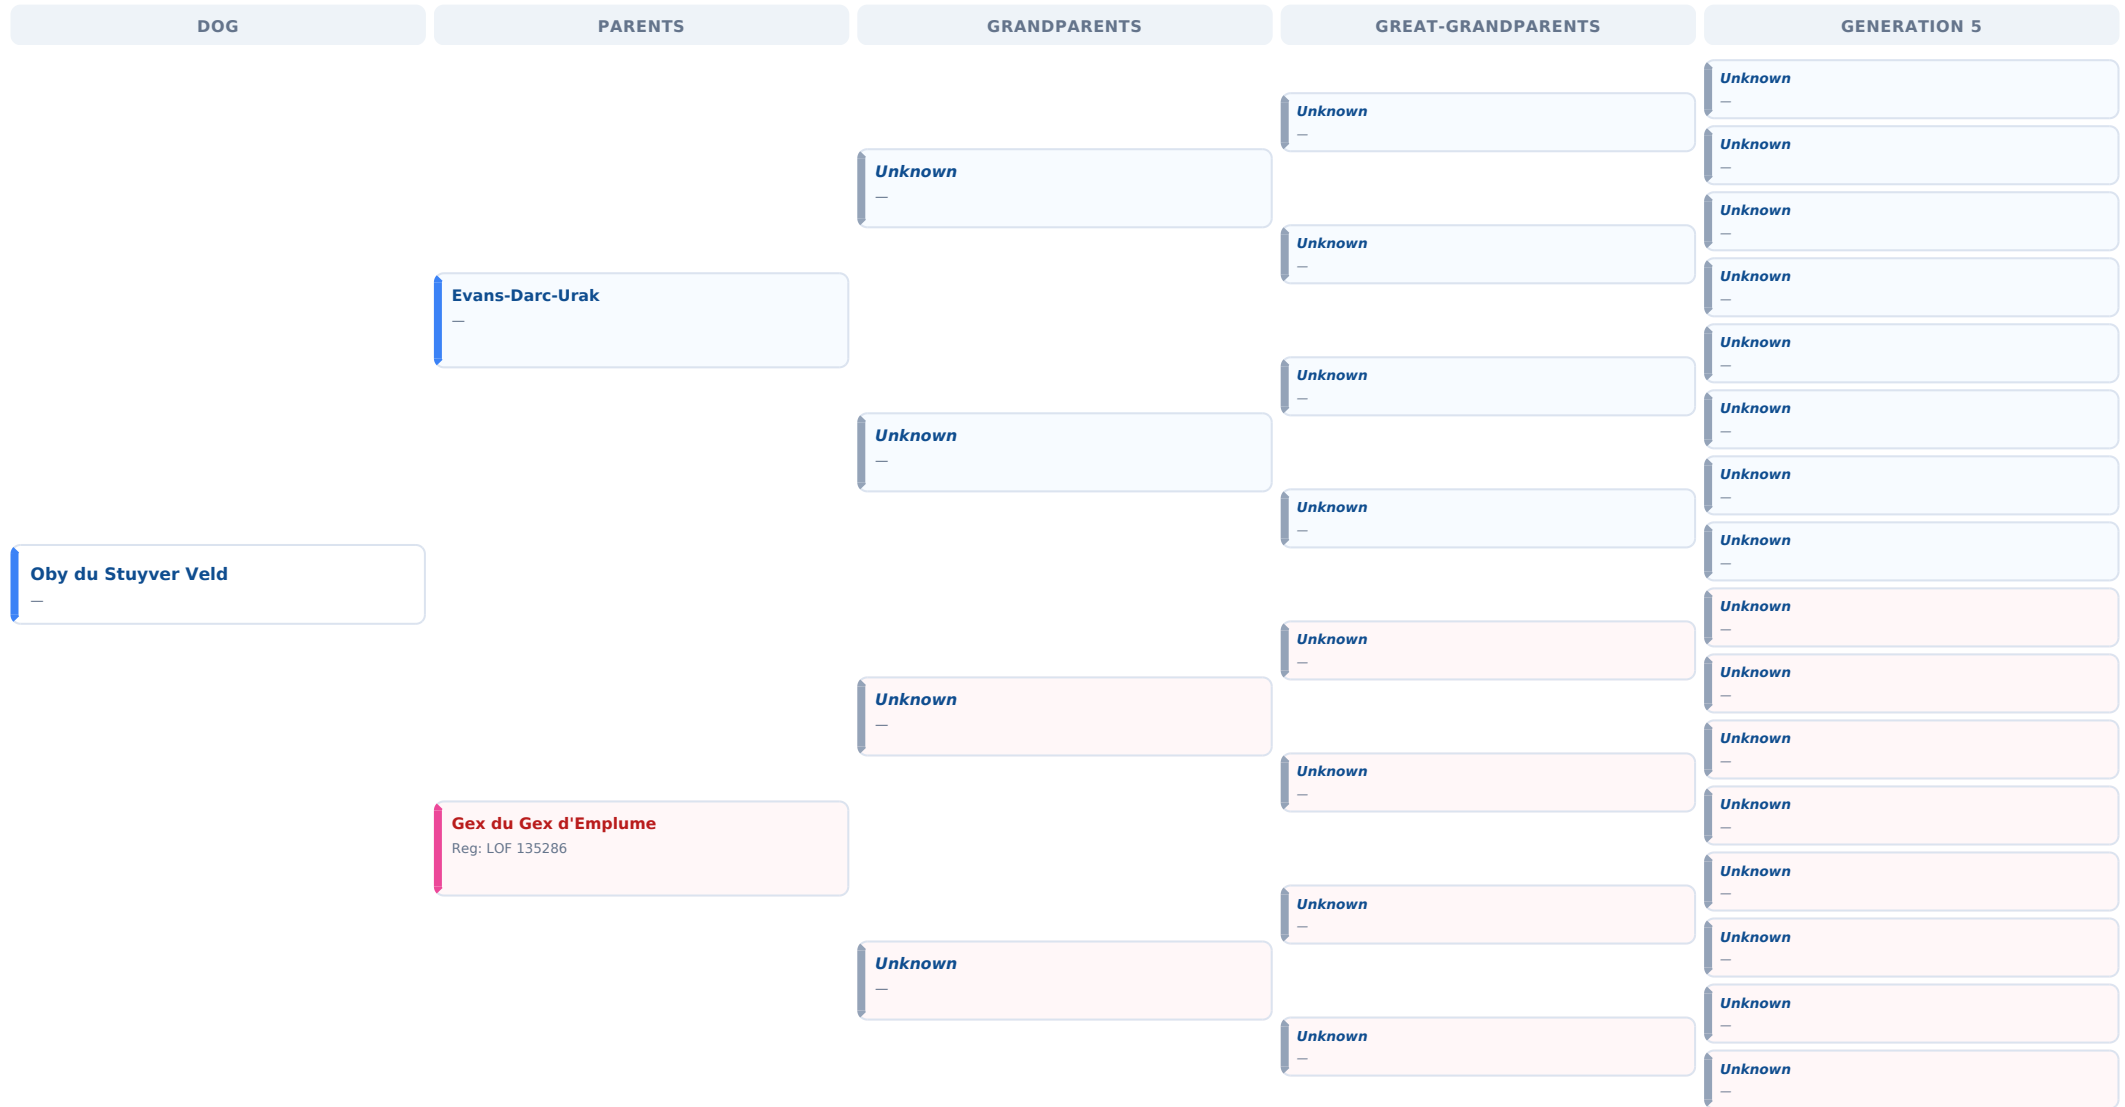 DOG
PARENTS
GRANDPARENTS
GREAT-GRANDPARENTS
GENERATION 5
Oby du Stuyver Veld
—
Evans-Darc-Urak
—
Gex du Gex d'Emplume
Reg: LOF 135286
Unknown
—
Unknown
—
Unknown
—
Unknown
—
Unknown
—
Unknown
—
Unknown
—
Unknown
—
Unknown
—
Unknown
—
Unknown
—
Unknown
—
Unknown
—
Unknown
—
Unknown
—
Unknown
—
Unknown
—
Unknown
—
Unknown
—
Unknown
—
Unknown
—
Unknown
—
Unknown
—
Unknown
—
Unknown
—
Unknown
—
Unknown
—
Unknown
—